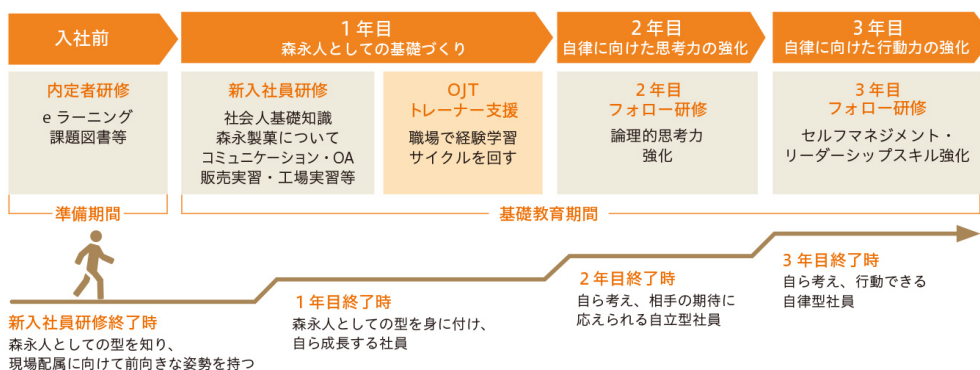 入社前
1年目
森永人としての基礎づくり
2年目
自律に向けた思考力の強化
3年目
自律に向けた行動力の強化
内定者研修
eラーニング
課題図書等
新入社員研修
社会人基礎知識
森永製菓について
コミュニケーション・OA
販売実習・工場実習等
OJT
トレーナー支援
職場で経験学習
サイクルを回す
2年目
フォロー研修
論理的思考力
強化
3年目
フォロー研修
セルフマネジメント・
リーダーシップスキル強化
準備期間
基礎教育期間
新入社員研修終了時
森永人としての型を知り、
現場配属に向けて前向きな姿勢を持つ
1年目終了時
森永人としての型を身に付け、
自ら成長する社員
2年目終了時
自ら考え、相手の期待に
応えられる自立型社員
3年目終了時
自ら考え、行動できる
自律型社員